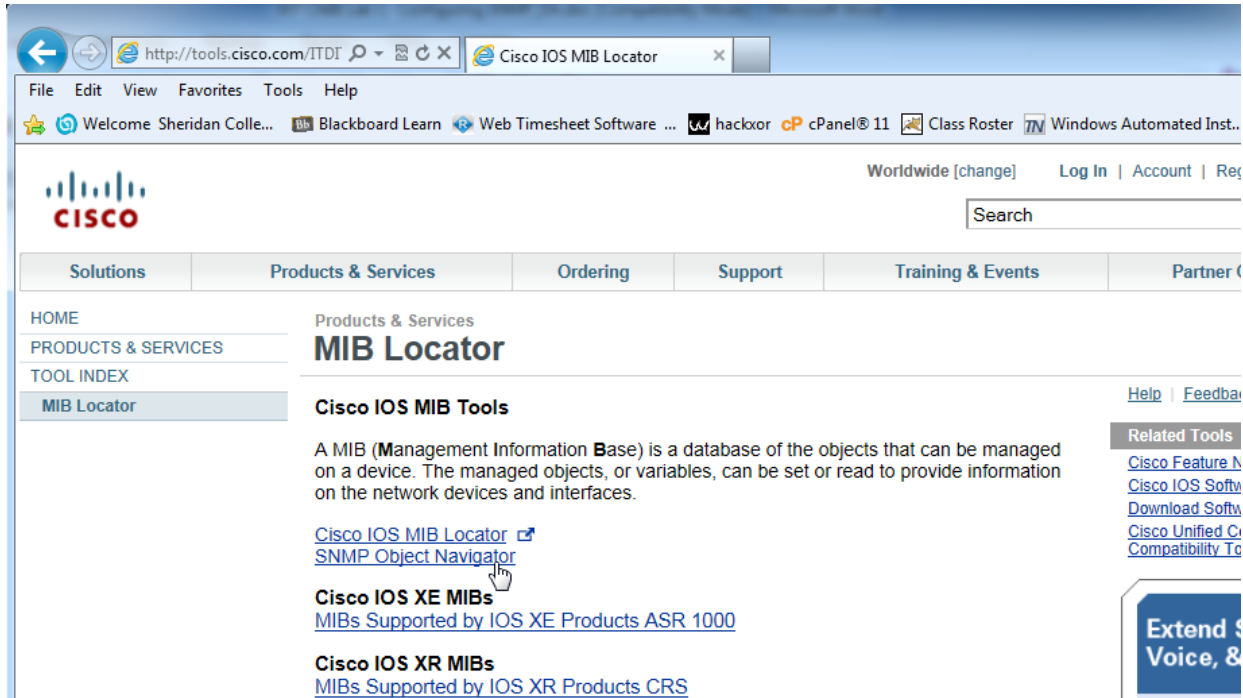 http://tools.cisco.com/ITDI
Cisco IOS MIB Locator
File Edit View Favorites Tools Help
Welcome Sheridan Colle... Bb Blackboard Learn Web Timesheet Software ... hackxor cP cPanel® 11 Class Roster TN Windows Automated Inst...
Worldwide [change] Log In | Account | Reg
CISCO
Search
Solutions Products & Services Ordering Support Training & Events Partner
HOME
PRODUCTS & SERVICES
TOOL INDEX
MIB Locator
Products & Services
MIB Locator
Cisco IOS MIB Tools
A MIB (Management Information Base) is a database of the objects that can be managed
on a device. The managed objects, or variables, can be set or read to provide information
on the network devices and interfaces.
Cisco IOS MIB Locator
SNMP Object Navigator
Cisco IOS XE MIBs
MIBs Supported by IOS XE Products ASR 1000
Cisco IOS XR MIBs
MIBs Supported by IOS XR Products CRS
Help | Feedba
Related Tools
Cisco Feature N
Cisco IOS Softw
Download Softw
Cisco Unified C
Compatibility To
Extend S
Voice, &